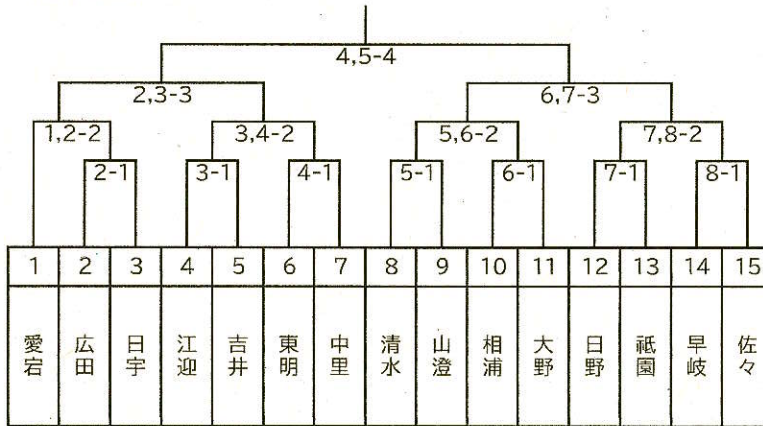 4,5-4
2,3-3
6,7-3
1,2-2
3,4-2
5,6-2
7,8-2
2-1
3-1
4-1
5-1
6-1
7-1
8-1
1
2
3
4
5
6
7
8
9
10
11
12
13
14
15
愛宕
広田
日宇
江迎
吉井
東明
中里
清水
山澄
相浦
大野
日野
祗園
早岐
佐々